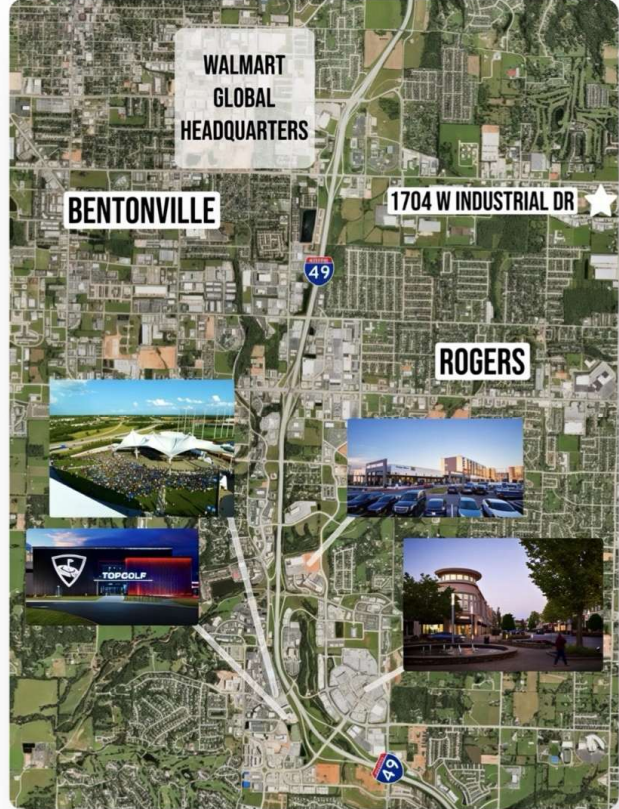 WALMART
GLOBAL
HEADQUARTERS
BENTONVILLE
1704 W INDUSTRIAL DR
49
ROGERS
TOPGOLF
49